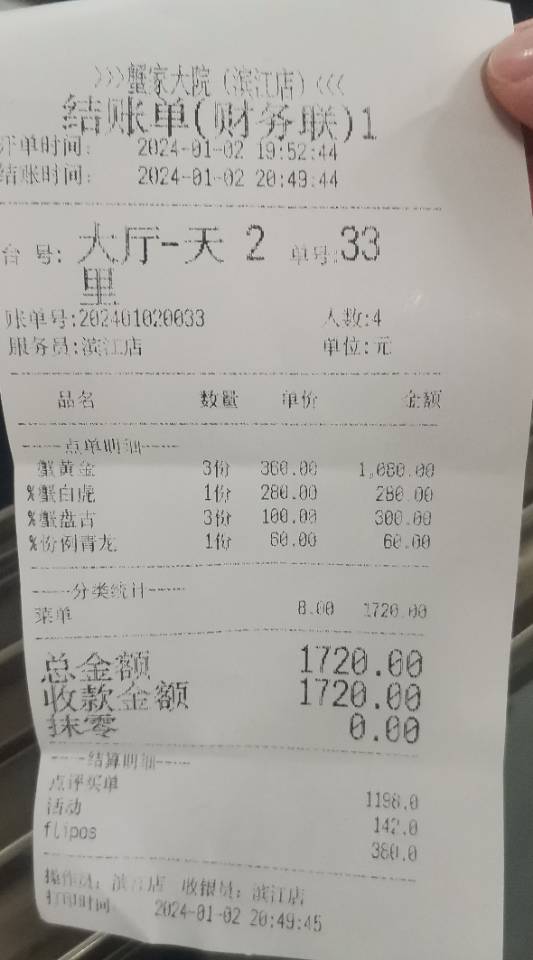 >>>蟹家大院（滨江店）<<<
结账单(财务联)1
开单时间: 2024-01-02 19:52:44
结账时间: 2024-01-02 20:49:44
台 号: 大厅-天 2 单号:33
里
账单号:202401020033 人数:4
服务员:滨江店 单位:元
品名 数量 单价 金额
-----点单明细-----
蟹黄金 3份 360.00 1,080.00
%蟹白虎 1份 280.00 280.00
%蟹盘古 3份 100.00 300.00
%份例青龙 1份 60.00 60.00
-----分类统计-----
菜单 8.00 1720.00
总金额 1720.00
收款金额 1720.00
抹零 0.00
-----结算明细-----
点评买单 1198.0
活动 142.0
flipos 380.0
操作员: 滨江店 收银员: 滨江店
打印时间: 2024-01-02 20:49:45